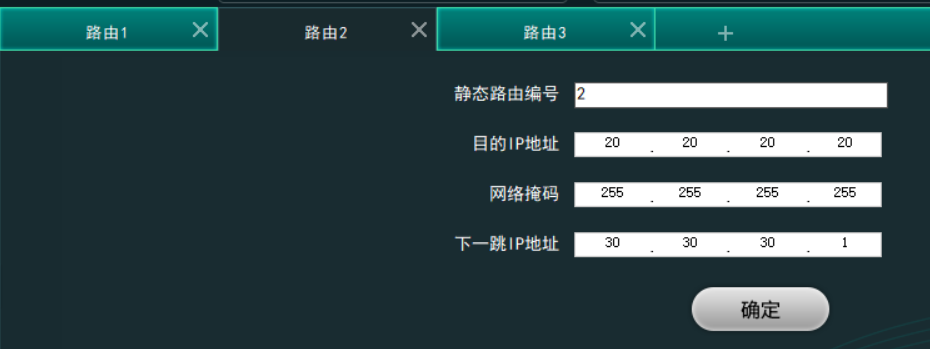 路由1 路由2 路由3
静态路由编号 2
目的IP地址 20 . 20 . 20 . 20
网络掩码 255 . 255 . 255 . 255
下一跳IP地址 30 . 30 . 30 . 1
确定